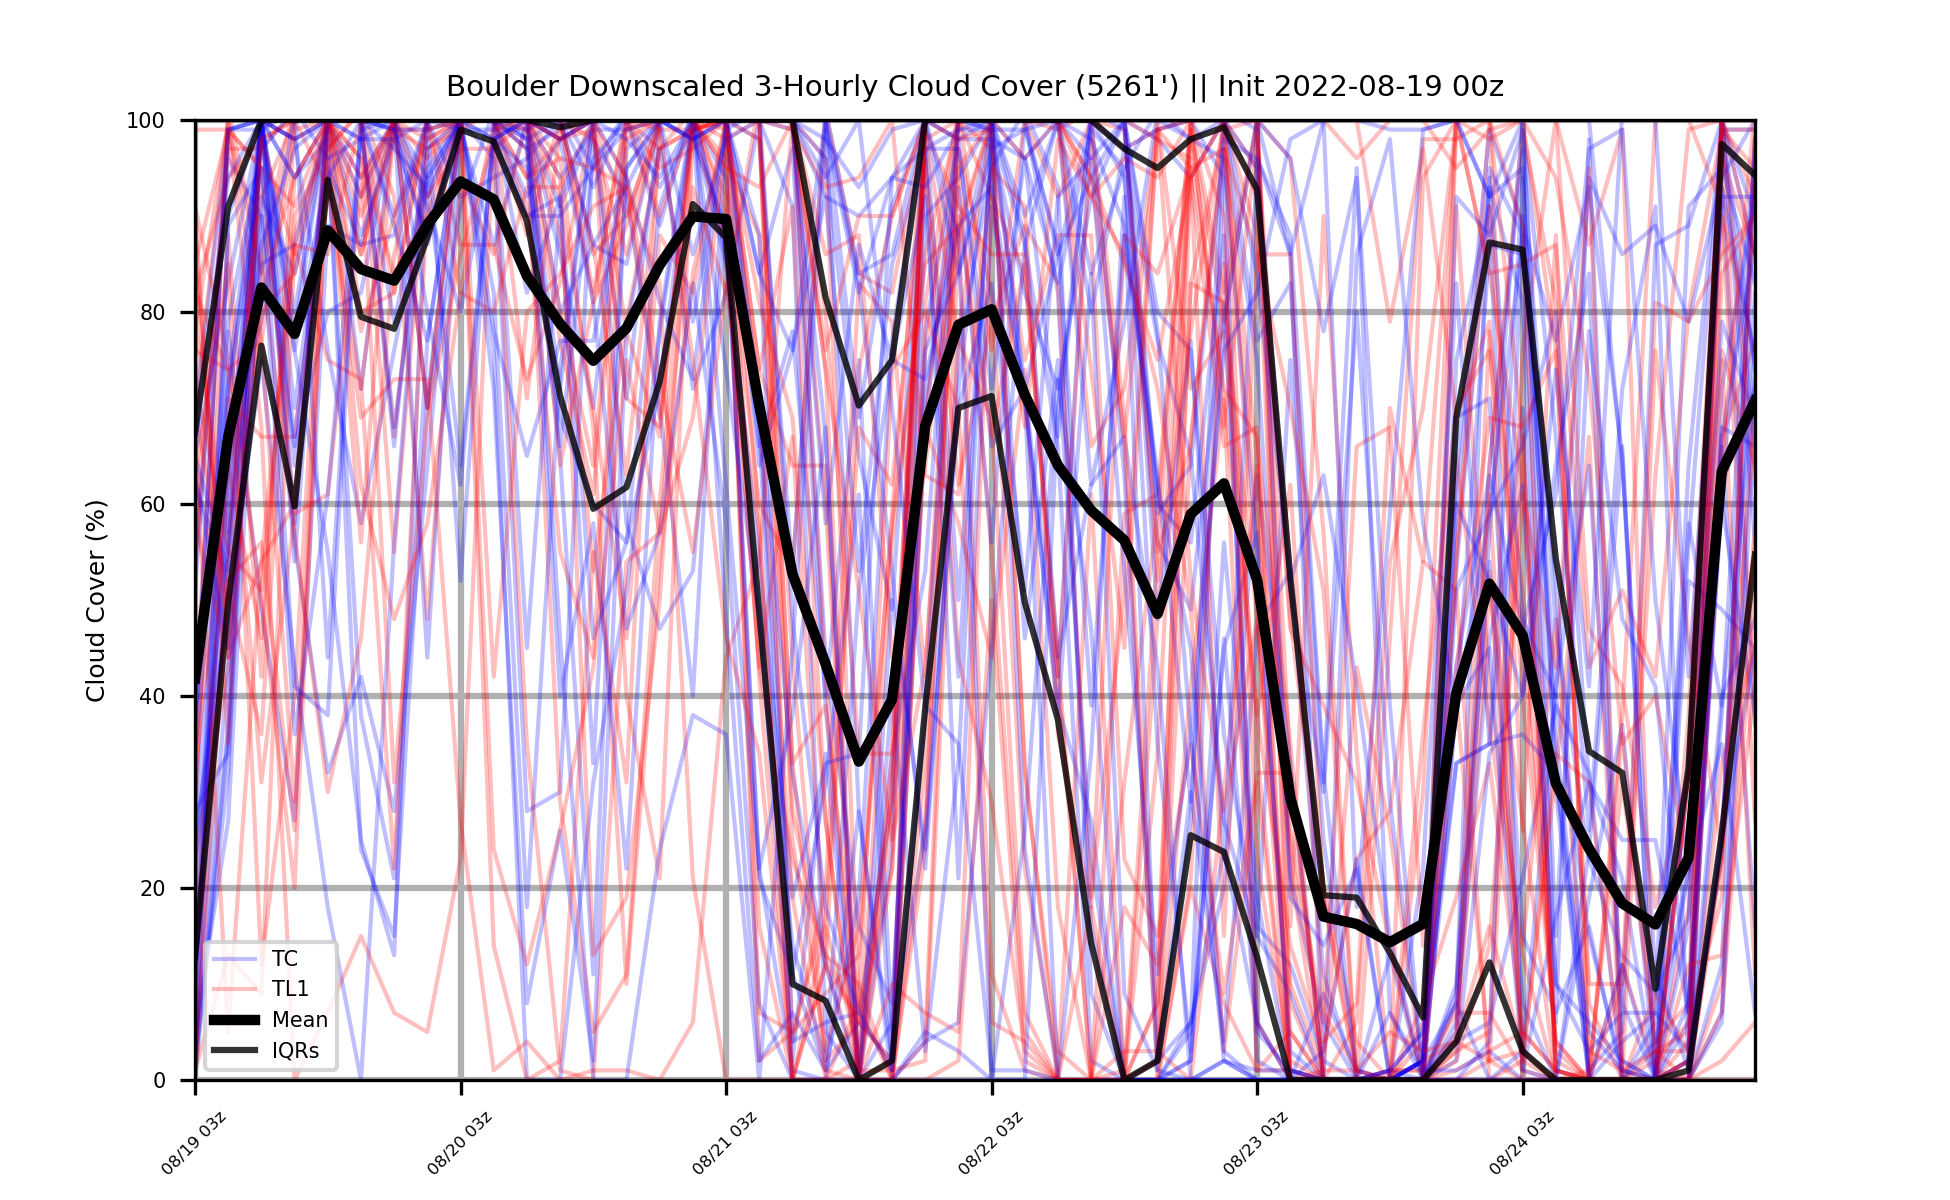 Boulder Downscaled 3-Hourly Cloud Cover (5261') || Init 2022-08-19 00z
Cloud Cover (%)
100
80
60
40
20
0
TC
TL1
Mean
IQRs
08/19 03z
08/20 03z
08/21 03z
08/22 03z
08/23 03z
08/24 03z